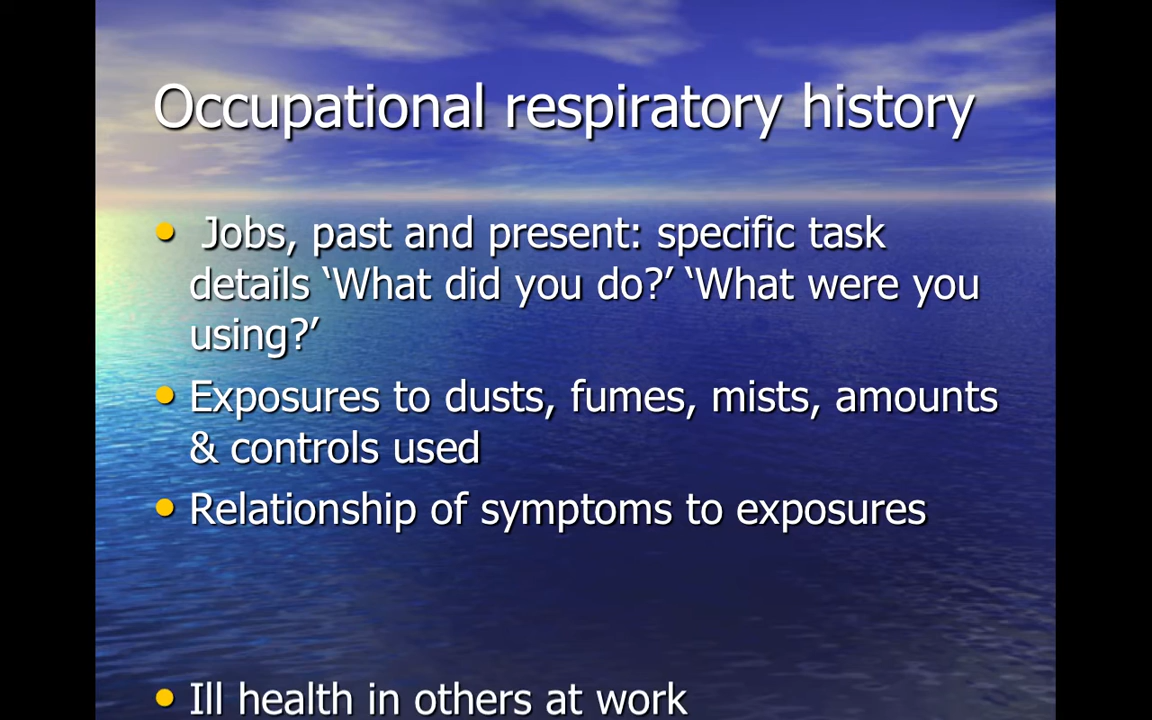 Occupational respiratory history
• Jobs, past and present: specific task
details ‘What did you do?’ ‘What were you
using?’
• Exposures to dusts, fumes, mists, amounts
& controls used
• Relationship of symptoms to exposures
• Ill health in others at work